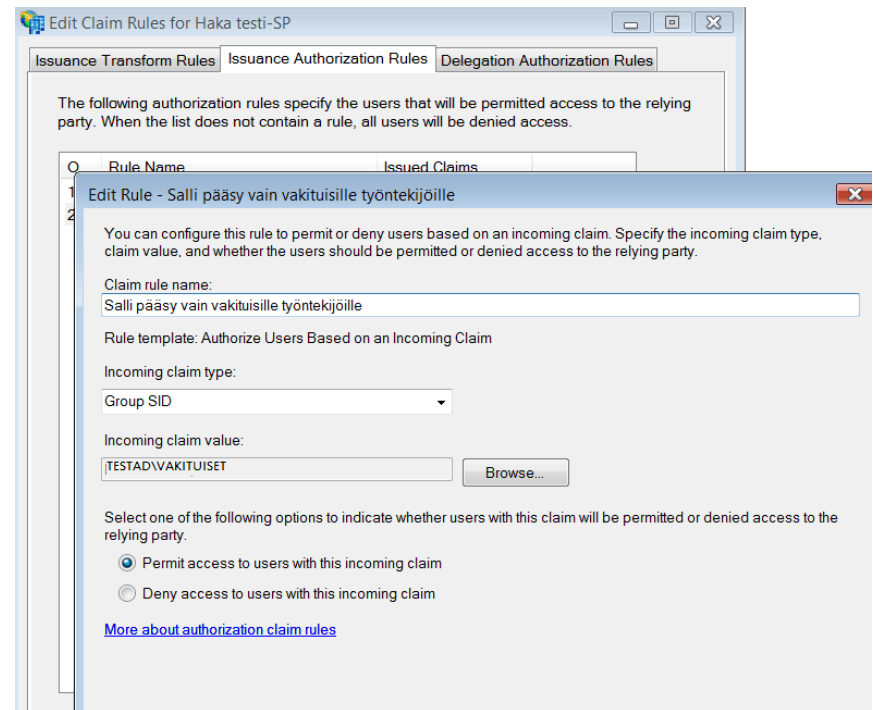 Edit Claim Rules for Haka testi-SP
Issuance Transform Rules Issuance Authorization Rules Delegation Authorization Rules
The following authorization rules specify the users that will be permitted access to the relying
party. When the list does not contain a rule, all users will be denied access.
O Rule Name Issued Claims
1
2
Edit Rule - Salli pääsy vain vakituisille työntekijöille
You can configure this rule to permit or deny users based on an incoming claim. Specify the incoming claim type,
claim value, and whether the users should be permitted or denied access to the relying party.
Claim rule name:
Salli pääsy vain vakituisille työntekijöille
Rule template: Authorize Users Based on an Incoming Claim
Incoming claim type:
Group SID
Incoming claim value:
TESTAD\VAKITUISET
Browse...
Select one of the following options to indicate whether users with this claim will be permitted or denied access to the
relying party.
Permit access to users with this incoming claim
Deny access to users with this incoming claim
More about authorization claim rules